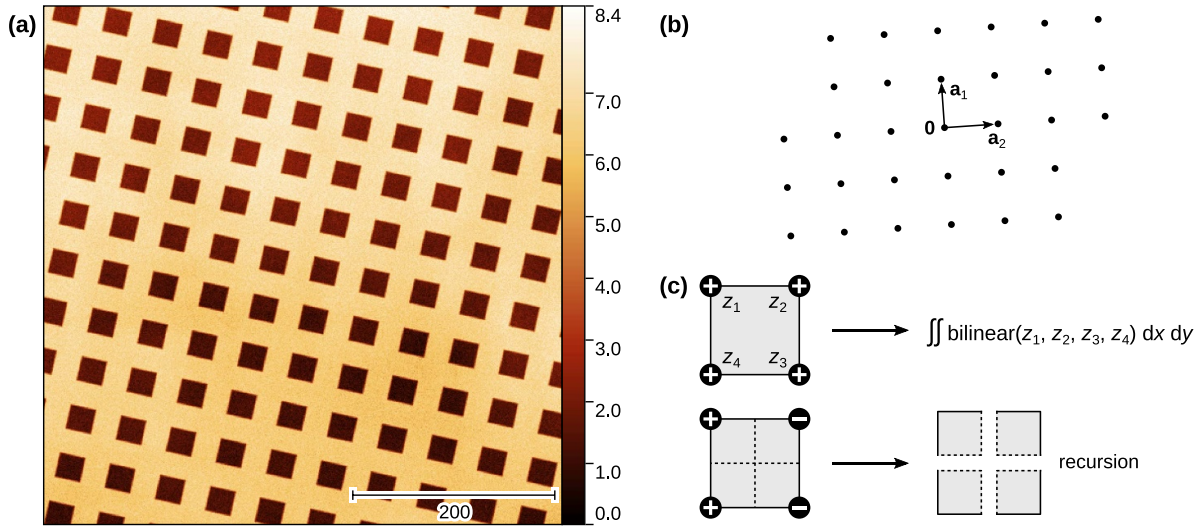 (a)
8.4
7.0
6.0
5.0
4.0
3.0
2.0
1.0
0.0
200
(b)
a1
0
a2
(c)
+ +
z1 z2
z4 z3
+ +
∬ bilinear(z1, z2, z3, z4) dx dy
+ −
+ −
recursion